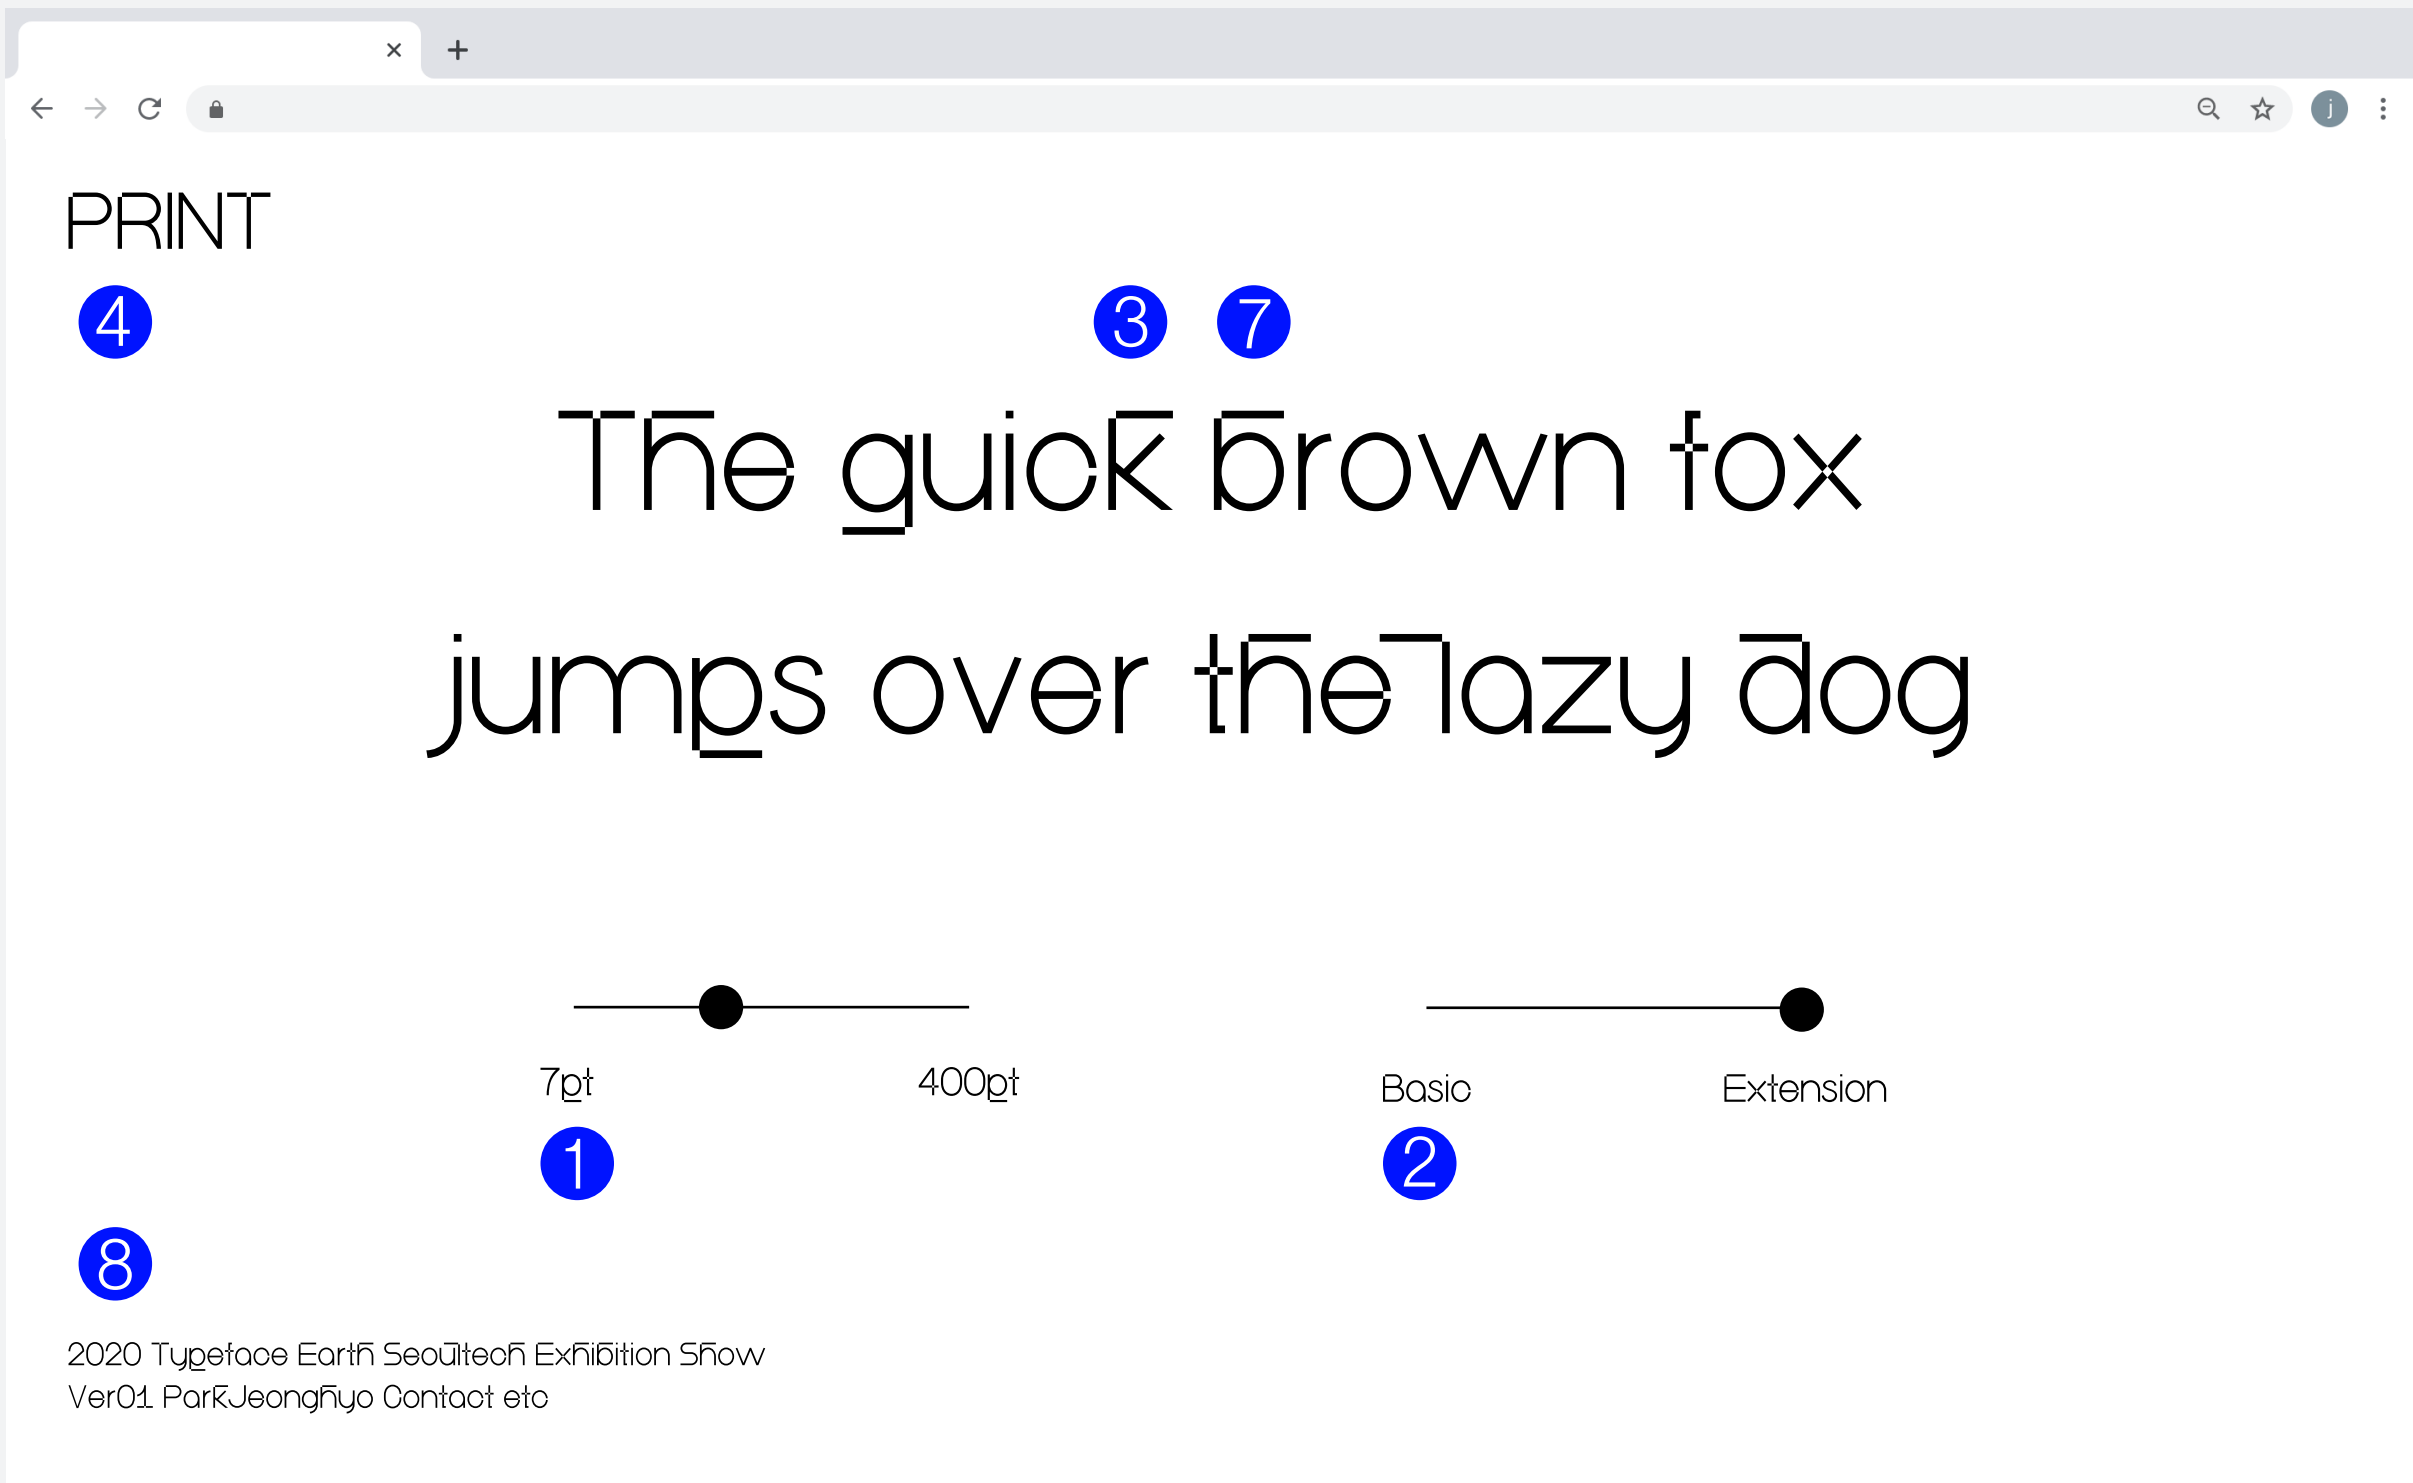 j
PRINT
4
3 7
The quick brown fox
jumps over the lazy dog
7pt 400pt
Basic Extension
1 2
8
2020 Typeface Earth Seoultech Exhibition Show
Ver01 ParkJeonghyo Contact etc